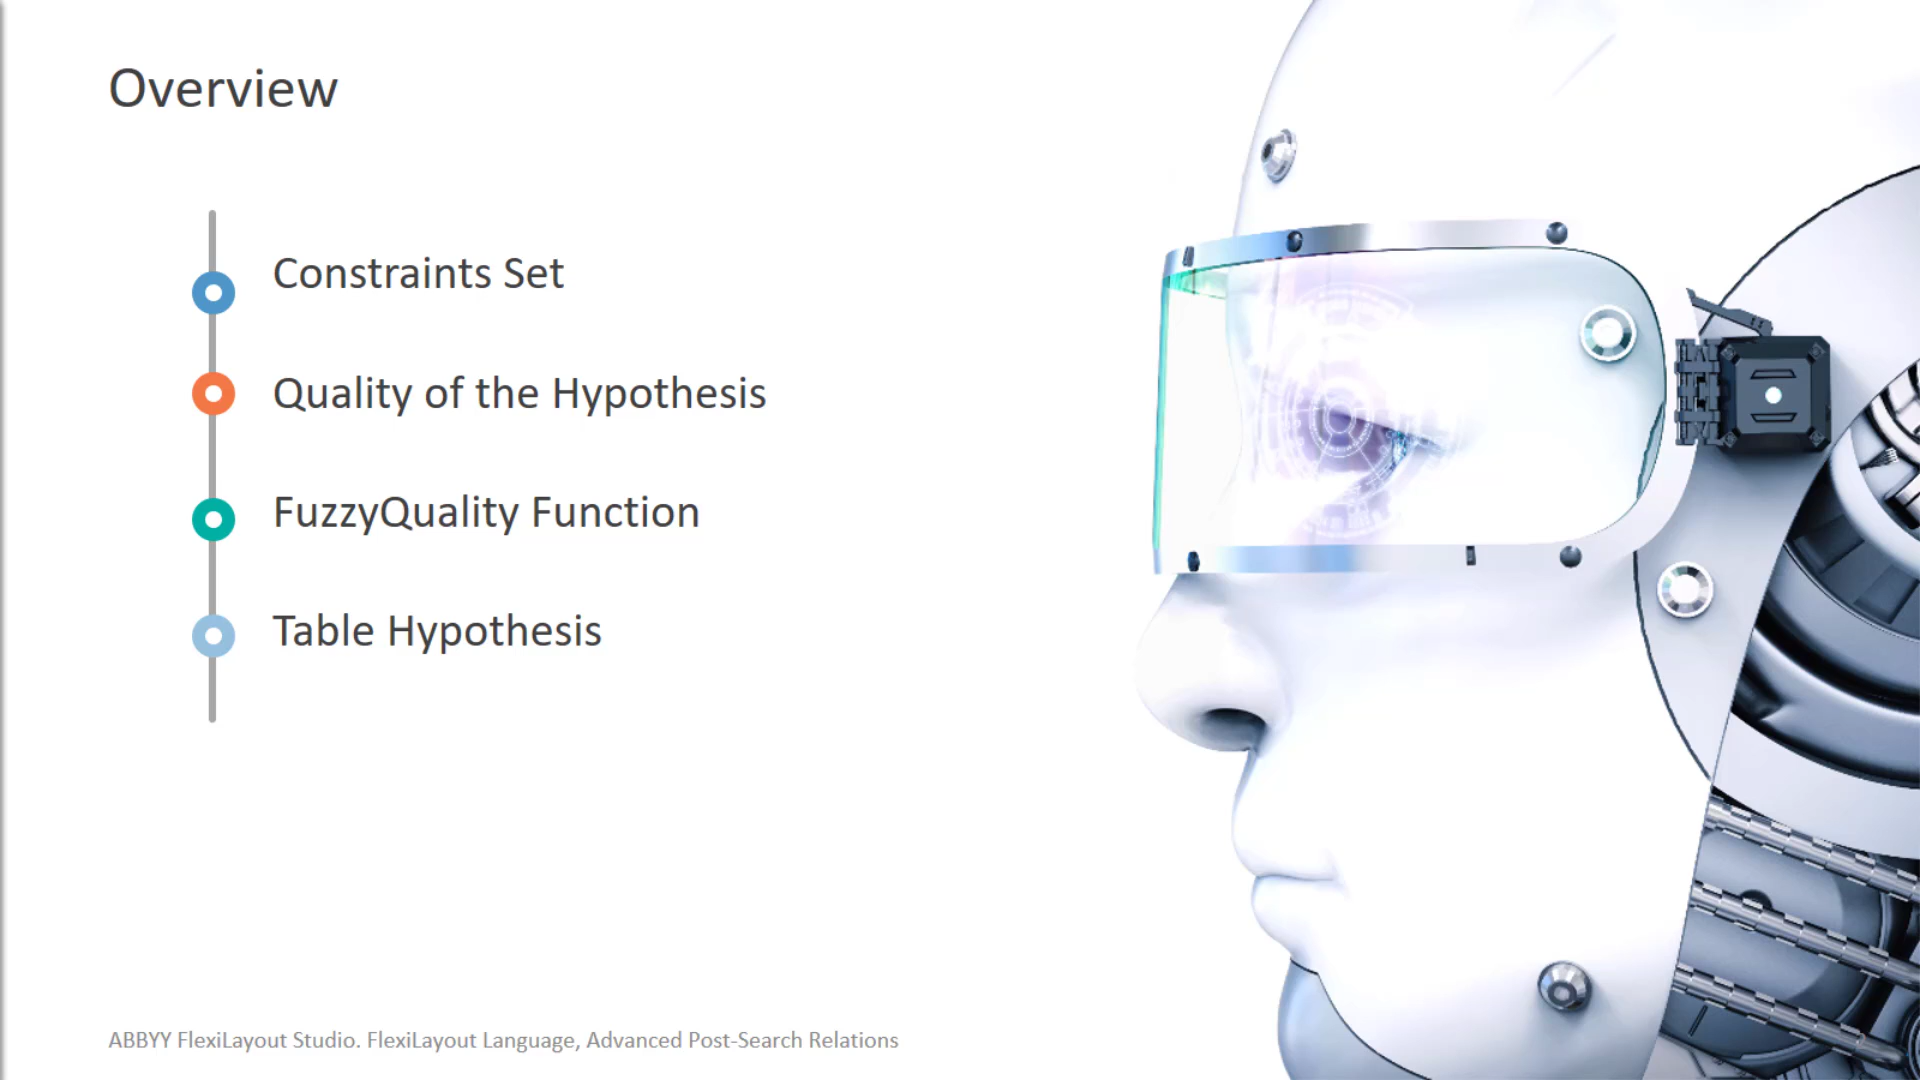 Overview
Constraints Set
Quality of the Hypothesis
FuzzyQuality Function
Table Hypothesis
ABBYY FlexiLayout Studio. FlexiLayout Language, Advanced Post-Search Relations